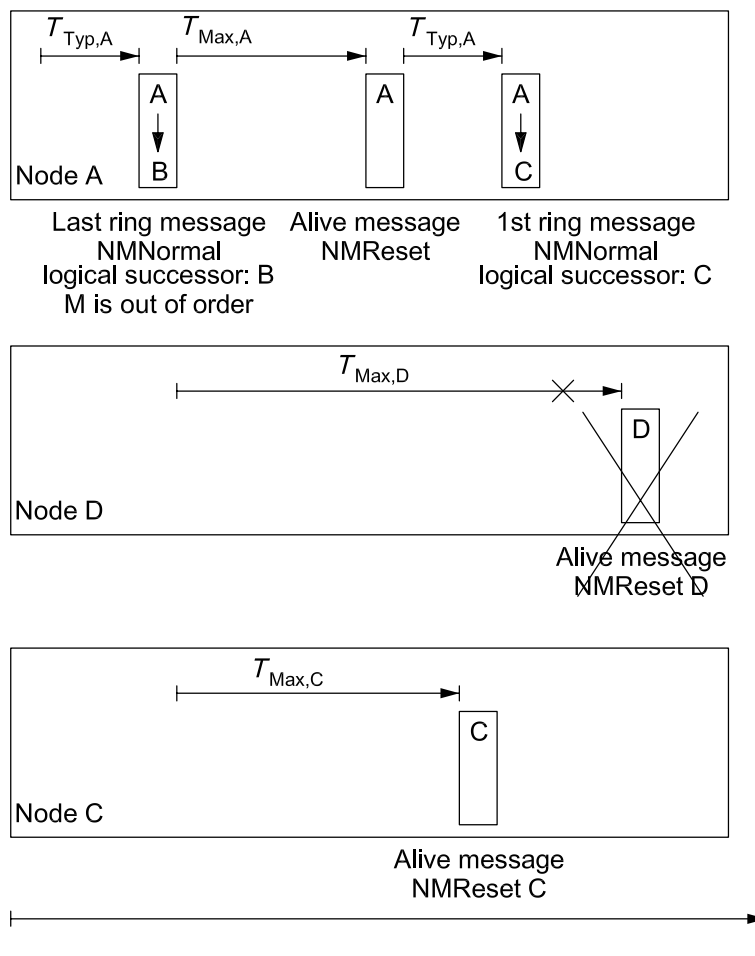 T Typ,A
T Max,A
T Typ,A
A
A
A
B
C
Node A
Last ring message
NMNormal
logical successor: B
M is out of order
Alive message
NMReset
1st ring message
NMNormal
logical successor: C
T Max,D
D
Node D
Alive message
NMReset D
T Max,C
C
Node C
Alive message
NMReset C